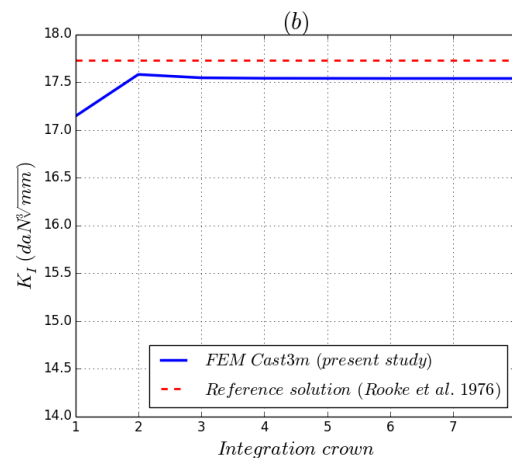 (b)
18.0
17.5
17.0
16.5
16.0
15.5
15.0
14.5
14.0
1 2 3 4 5 6 7
K_I (daN∛mm)
Integration crown
FEM Cast3m (present study)
Reference solution (Rooke et al. 1976)